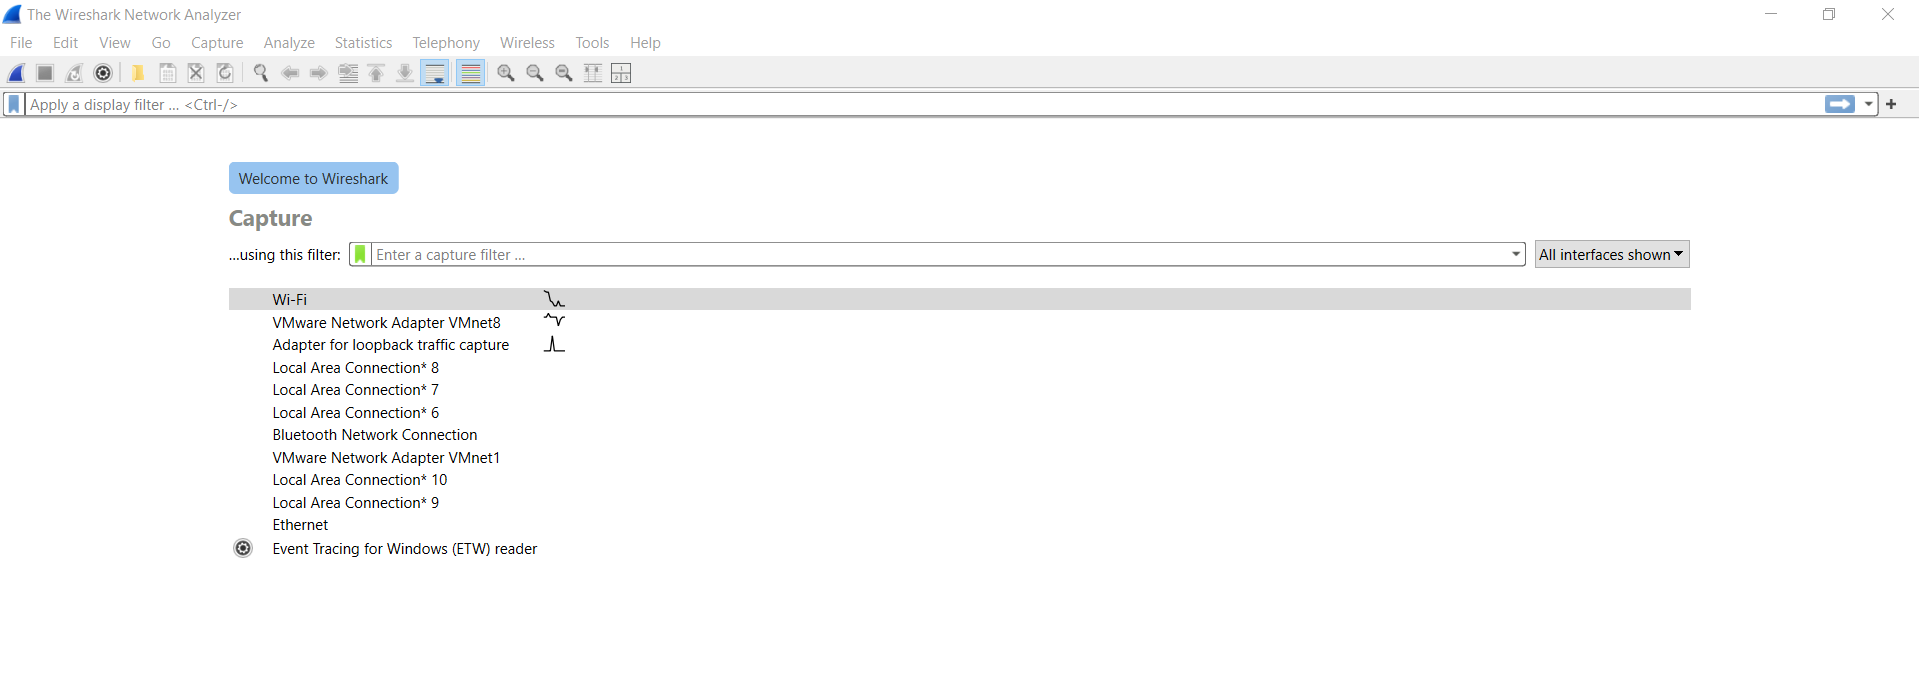 The Wireshark Network Analyzer
File Edit View Go Capture Analyze Statistics Telephony Wireless Tools Help
Apply a display filter ... <Ctrl-/>
Welcome to Wireshark
Capture
...using this filter: Enter a capture filter ... All interfaces shown
Wi-Fi
VMware Network Adapter VMnet8
Adapter for loopback traffic capture
Local Area Connection* 8
Local Area Connection* 7
Local Area Connection* 6
Bluetooth Network Connection
VMware Network Adapter VMnet1
Local Area Connection* 10
Local Area Connection* 9
Ethernet
Event Tracing for Windows (ETW) reader